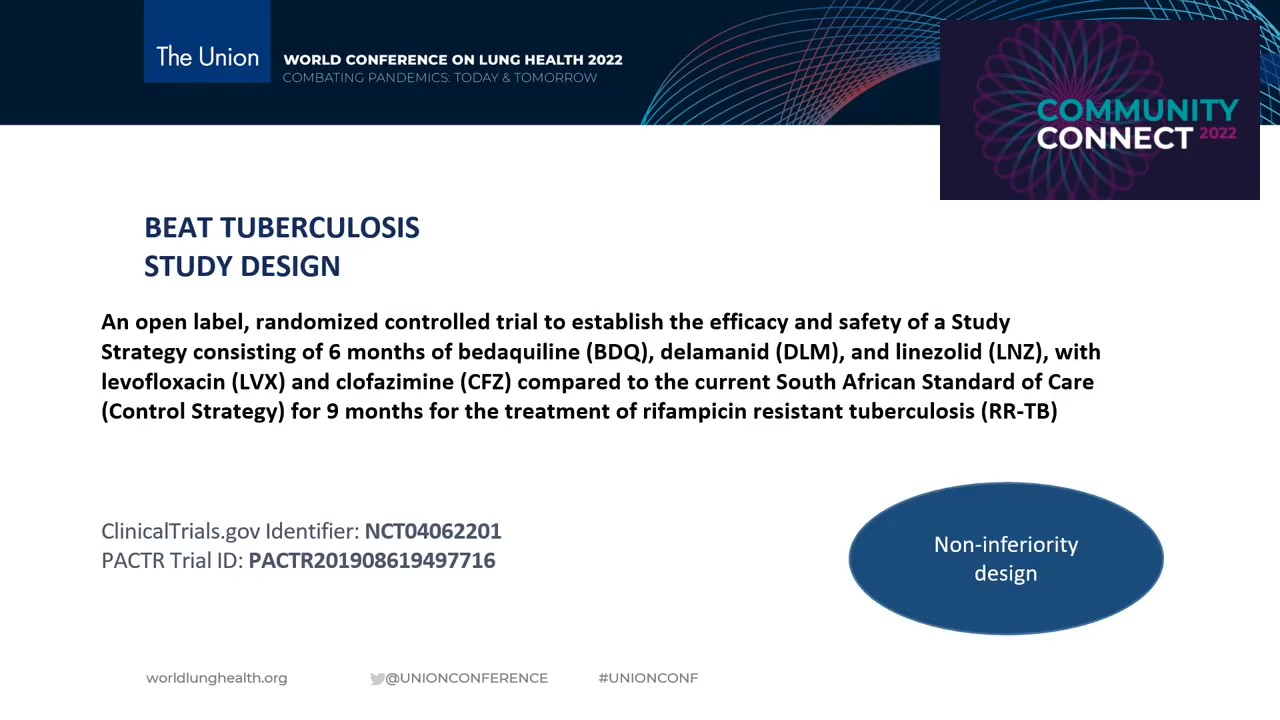 The Union
WORLD CONFERENCE ON LUNG HEALTH 2022
COMBATING PANDEMICS: TODAY & TOMORROW
COMMUNITY
CONNECT 2022
BEAT TUBERCULOSIS
STUDY DESIGN
An open label, randomized controlled trial to establish the efficacy and safety of a Study
Strategy consisting of 6 months of bedaquiline (BDQ), delamanid (DLM), and linezolid (LNZ), with
levofloxacin (LVX) and clofazimine (CFZ) compared to the current South African Standard of Care
(Control Strategy) for 9 months for the treatment of rifampicin resistant tuberculosis (RR-TB)
ClinicalTrials.gov Identifier: NCT04062201
PACTR Trial ID: PACTR201908619497716
Non-inferiority
design
worldlunghealth.org
@UNIONCONFERENCE
#UNIONCONF